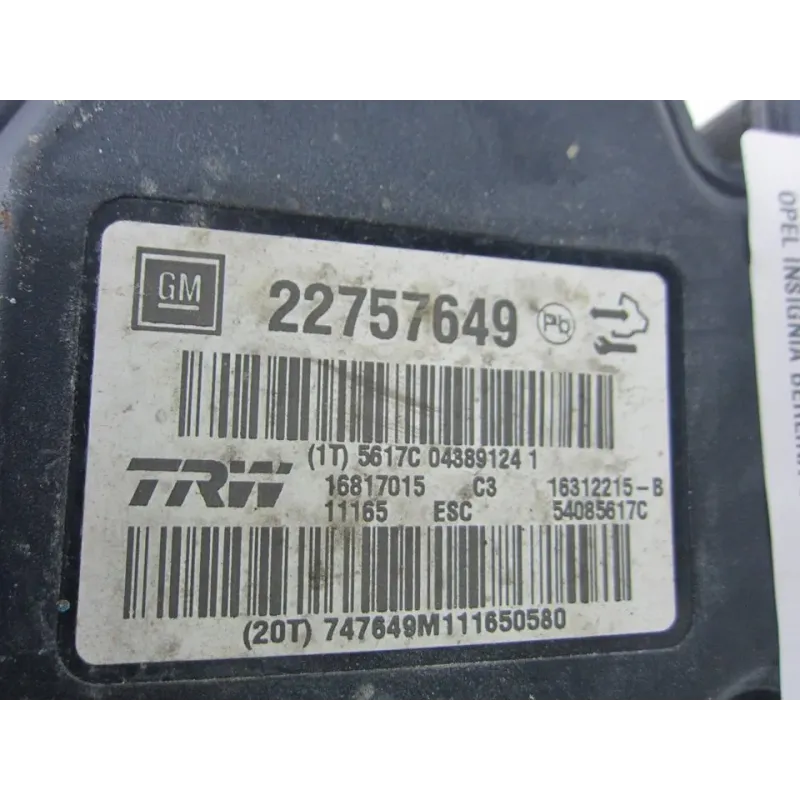 GM 22757649 Pb
(1T) 5617C 04389124 1
TRW 16817015 C3 16312215-B
11165 ESC 54085617C
(20T) 747649M111650580
OPEL INSIGNIA